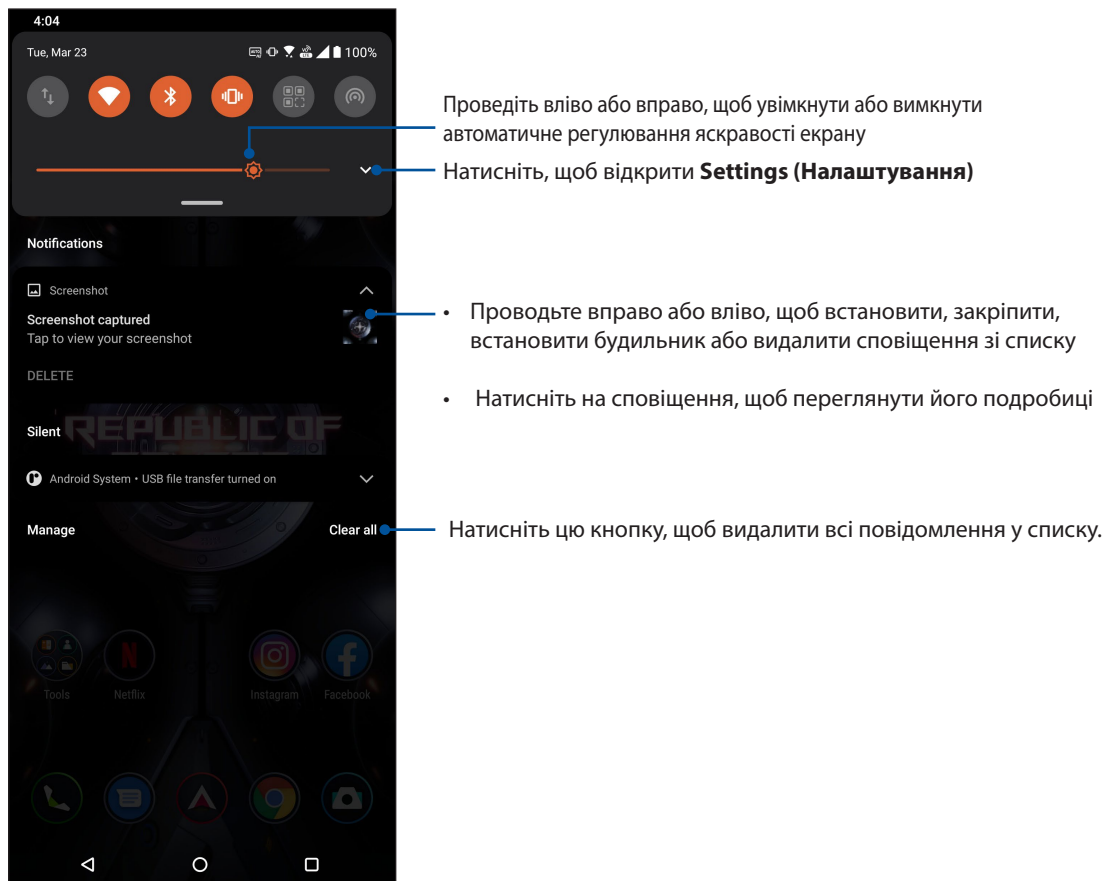 4:04
Tue, Mar 23
100%
Проведіть вліво або вправо, щоб увімкнути або вимкнути
автоматичне регулювання яскравості екрану
Натисніть, щоб відкрити Settings (Налаштування)
Notifications
Screenshot
Screenshot captured
Tap to view your screenshot
DELETE
• Проводьте вправо або вліво, щоб встановити, закріпити,
встановити будильник або видалити сповіщення зі списку
• Натисніть на сповіщення, щоб переглянути його подробиці
Silent
REPUBLIC OF
Android System • USB file transfer turned on
Manage
Clear all
Натисніть цю кнопку, щоб видалити всі повідомлення у списку.
Tools
Netflix
Instagram
Facebook